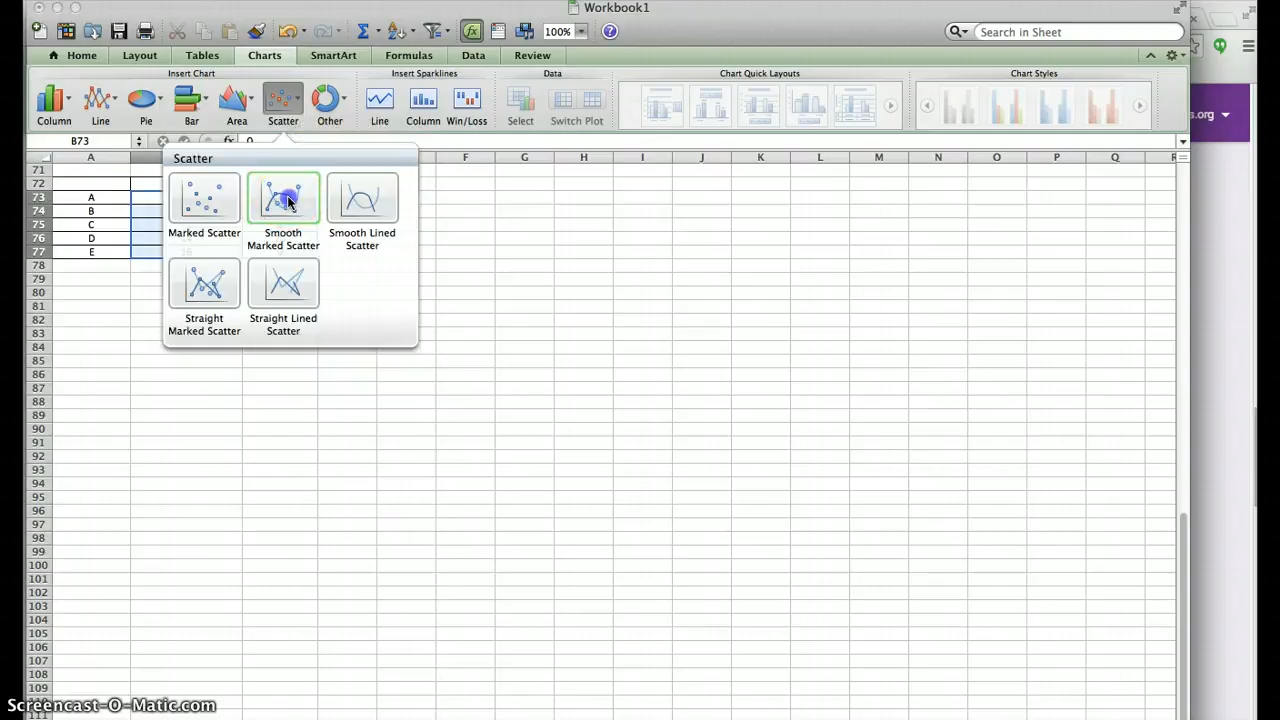 Workbook1
100%
Search in Sheet
Home Layout Tables Charts SmartArt Formulas Data Review
Insert Chart Insert Sparklines Data Chart Quick Layouts Chart Styles
Column Line Pie Bar Area Scatter Other Line Column Win/Loss Select Switch Plot
s.org
B73 fx 0
A F G H I J K L M N O P Q R
Scatter
Marked Scatter
Smooth Marked Scatter
Smooth Lined Scatter
Straight Marked Scatter
Straight Lined Scatter
71
72
73 A
74 B
75 C
76 D
77 E
78
79
80
81
82
83
84
85
86
87
88
89
90
91
92
93
94
95
96
97
98
99
100
101
102
103
104
105
106
107
108
109
111
Screencast-O-Matic.com